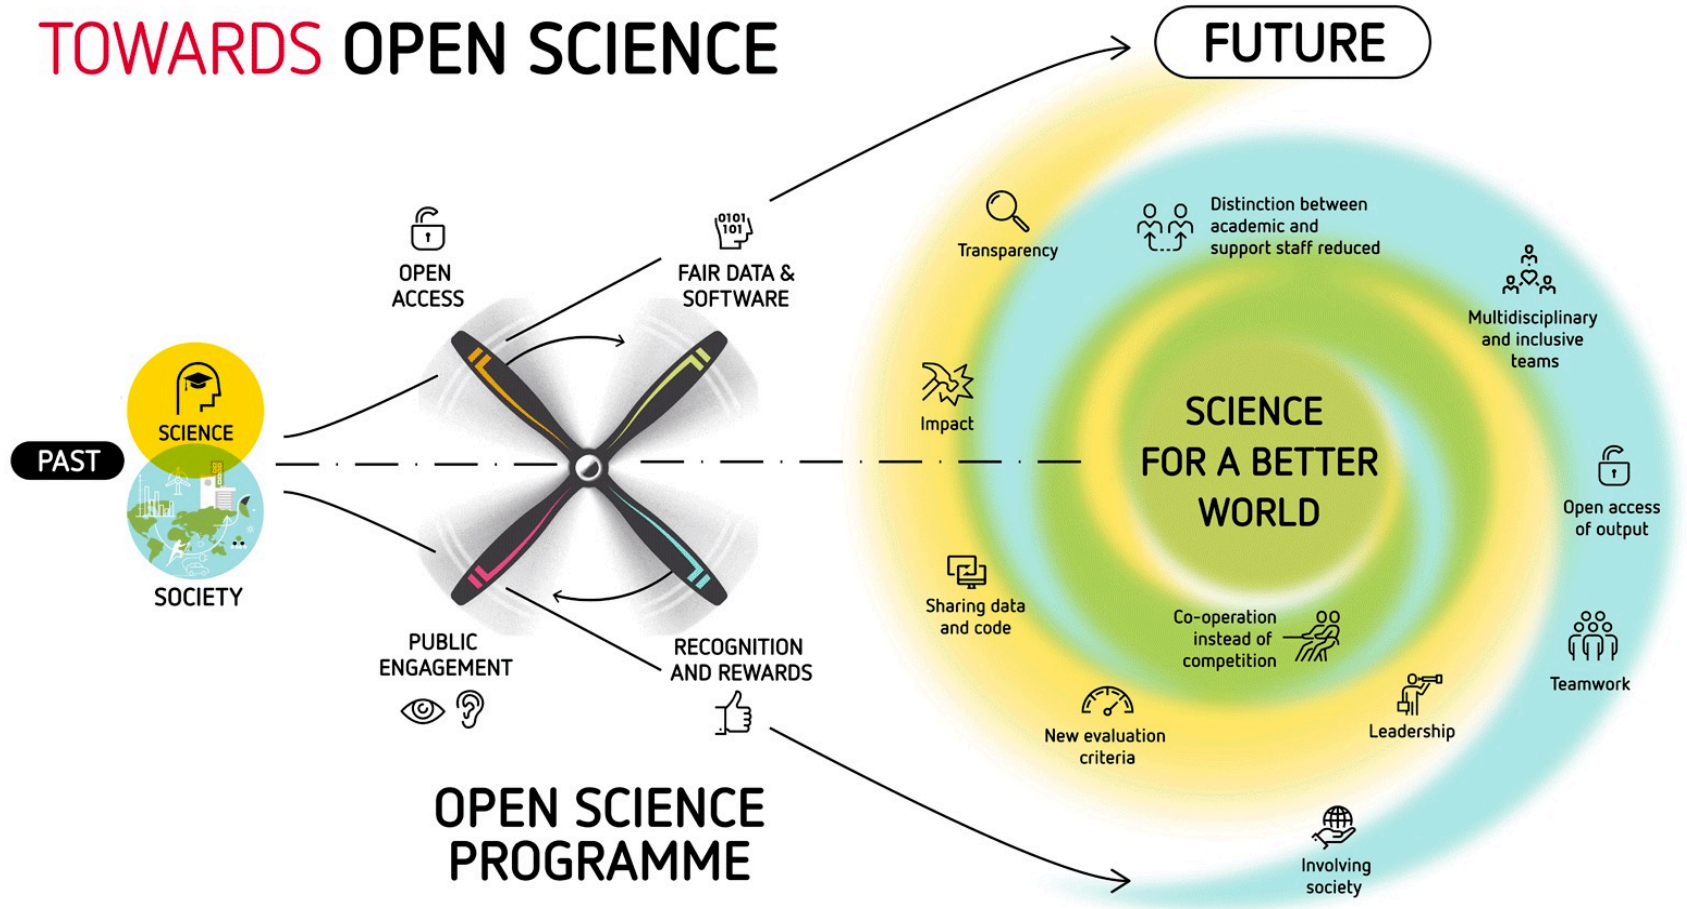 TOWARDS OPEN SCIENCE
FUTURE
PAST
SCIENCE
SOCIETY
OPEN
ACCESS
0101
101
FAIR DATA &
SOFTWARE
PUBLIC
ENGAGEMENT
RECOGNITION
AND REWARDS
OPEN SCIENCE
PROGRAMME
Transparency
Distinction between
academic and
support staff reduced
Multidisciplinary
and inclusive
teams
Impact
SCIENCE
FOR A BETTER
WORLD
Open access
of output
Sharing data
and code
Co-operation
instead of
competition
Teamwork
New evaluation
criteria
Leadership
Involving
society